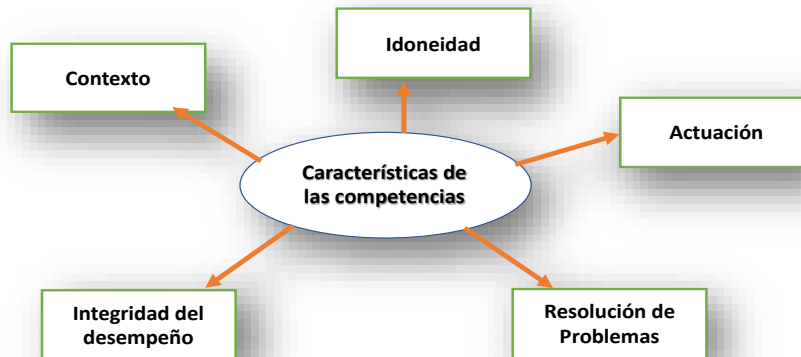 Idoneidad
Contexto
Actuación
Características de
las competencias
Integridad del
desempeño
Resolución de
Problemas